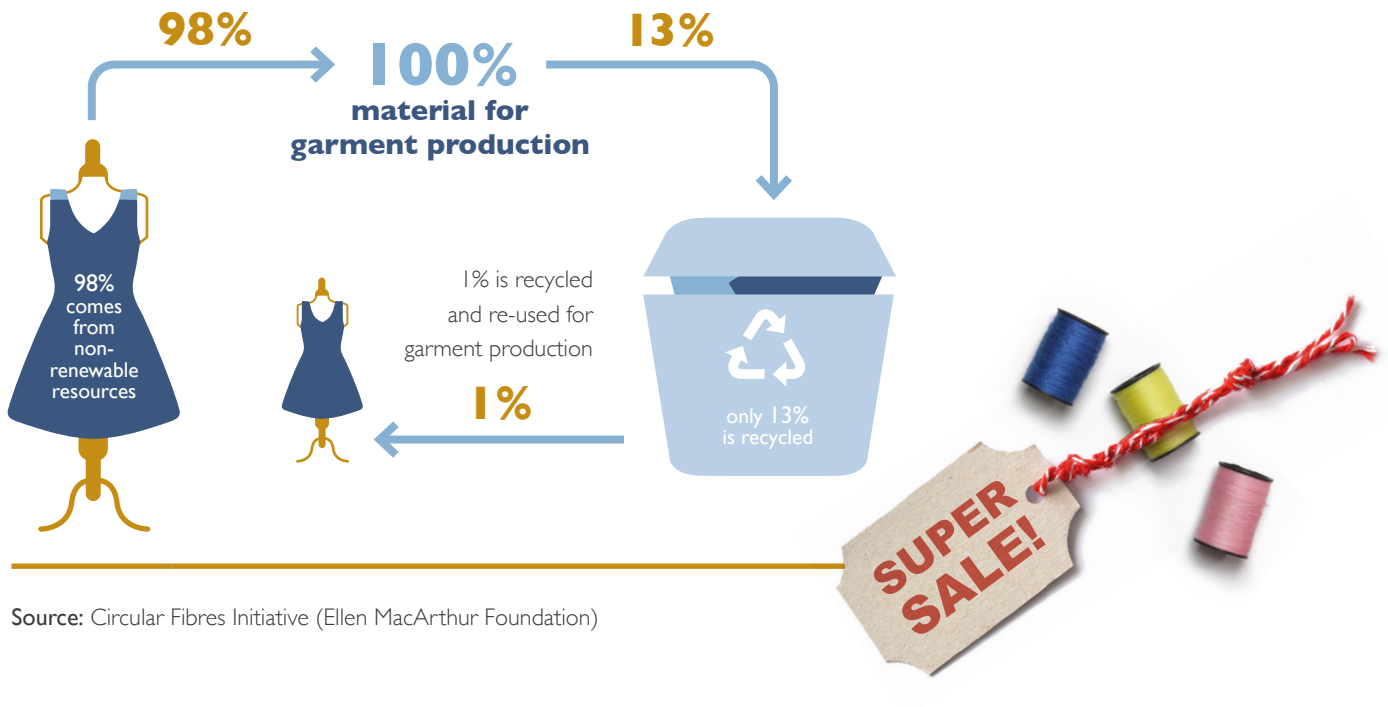 98%
100%
material for
garment production
13%
98%
comes
from
non-
renewable
resources
1% is recycled
and re-used for
garment production
1%
only 13%
is recycled
SUPER
SALE!
Source: Circular Fibres Initiative (Ellen MacArthur Foundation)